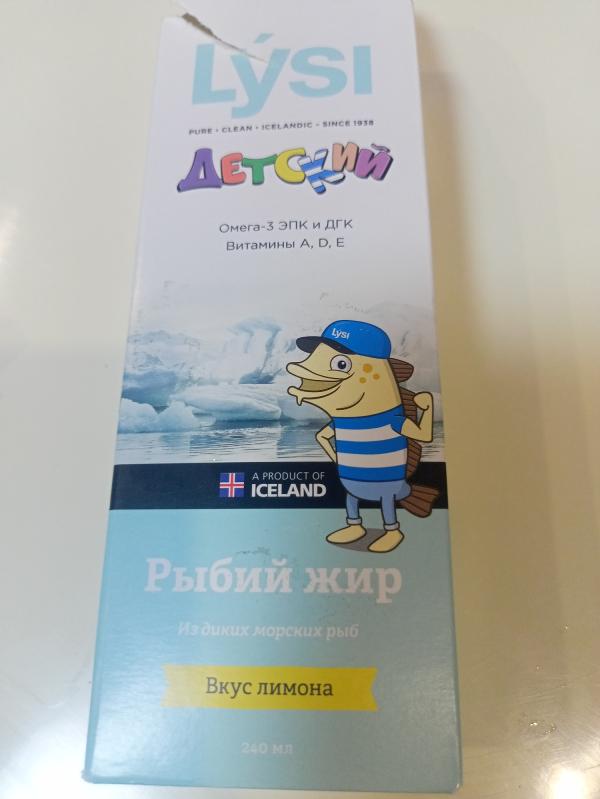 LÝSI
PURE • CLEAN • ICELANDIC – SINCE 1938
Детский
Омега-3 ЭПК и ДГК
Витамины A, D, E
LÝSI
A PRODUCT OF
ICELAND
Рыбий жир
Из диких морских рыб
Вкус лимона
240 мл